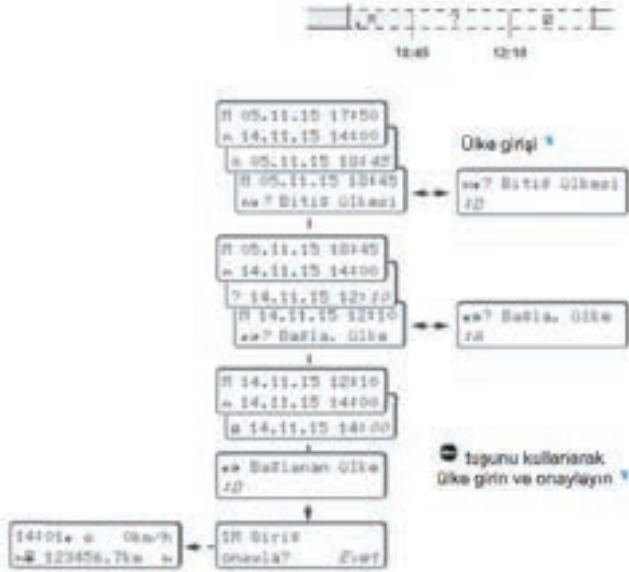 M ?
18:45 12:10
M 05.11.15 17:50
14.11.15 14:00
05.11.15 18:45
M 05.11.15 18:45
? Bitiş ülkesi
Ülke girişi
? Bitiş ülkesi
:D
M 05.11.15 18:45
14.11.15 14:00
? 14.11.15 12:10
M 14.11.15 12:10
? Başla. ülke
? Başla. ülke
M 14.11.15 12:10
14.11.15 14:00
14.11.15 14:00
Başlanan ülke
:D
tuşunu kullanarak
ülke girin ve onaylayın
1M Giriş
onayla? Evet
14:01 0km/h
123456.7km